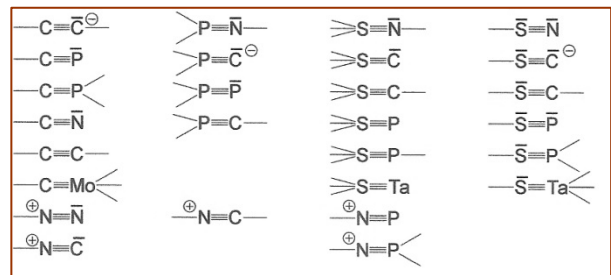 C≡C̄⊖ P≡N̄ S≡N̄ S̄≡N̄
C≡P̄ P≡C̄⊖ S≡C̄ S̄≡C̄⊖
C≡P P≡P̄ S≡C S̄≡C
C≡N̄ P≡C S≡P S̄≡P̄
C≡C S≡P S̄≡P
C≡Mo S≡Ta S̄≡Ta
⊕N≡N̄ ⊕N≡C ⊕N≡P
⊕N≡C̄ ⊕N≡P